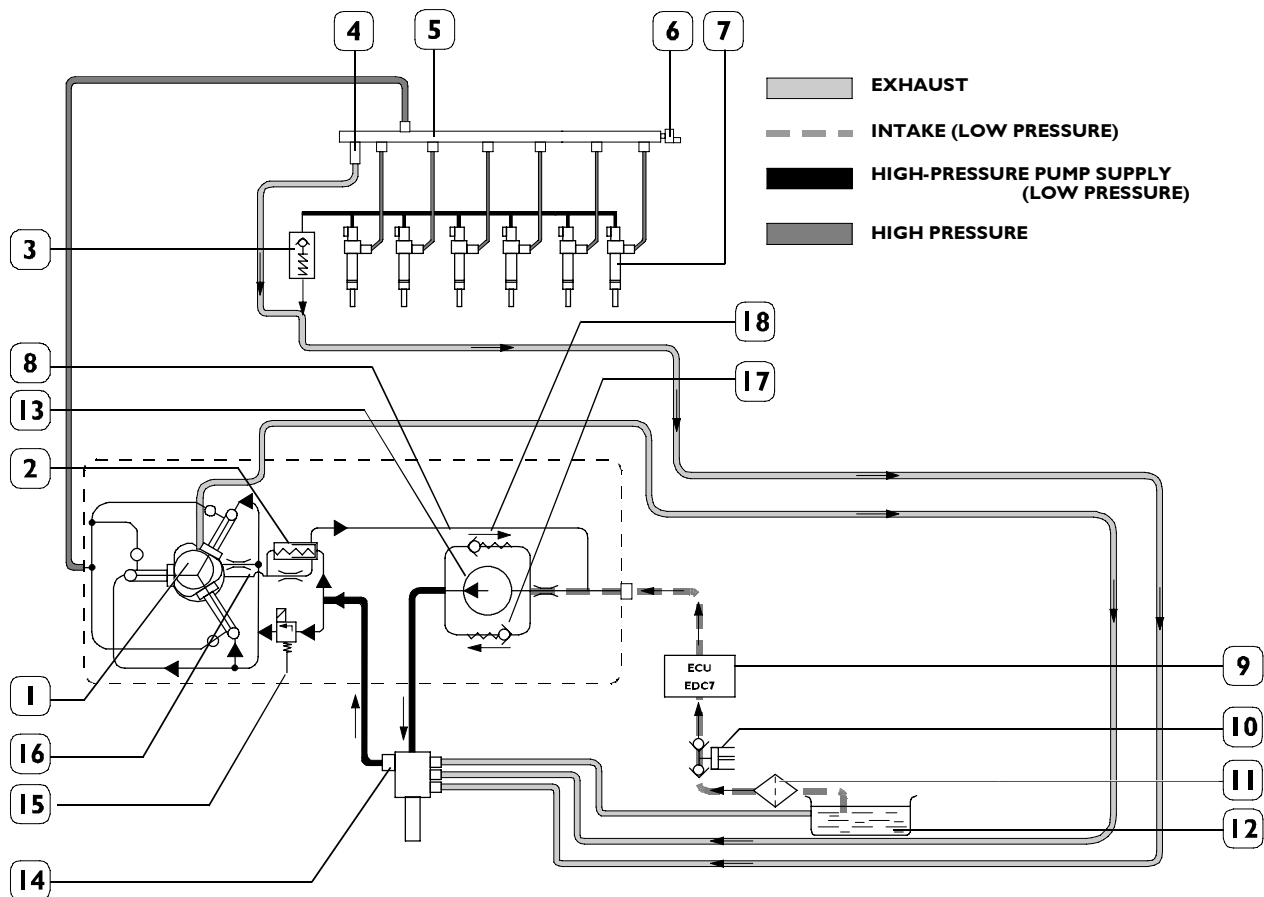 4
5
6
7
EXHAUST
INTAKE (LOW PRESSURE)
HIGH-PRESSURE PUMP SUPPLY
(LOW PRESSURE)
HIGH PRESSURE
3
18
8
17
13
2
ECU
EDC7
9
1
10
16
11
15
12
14